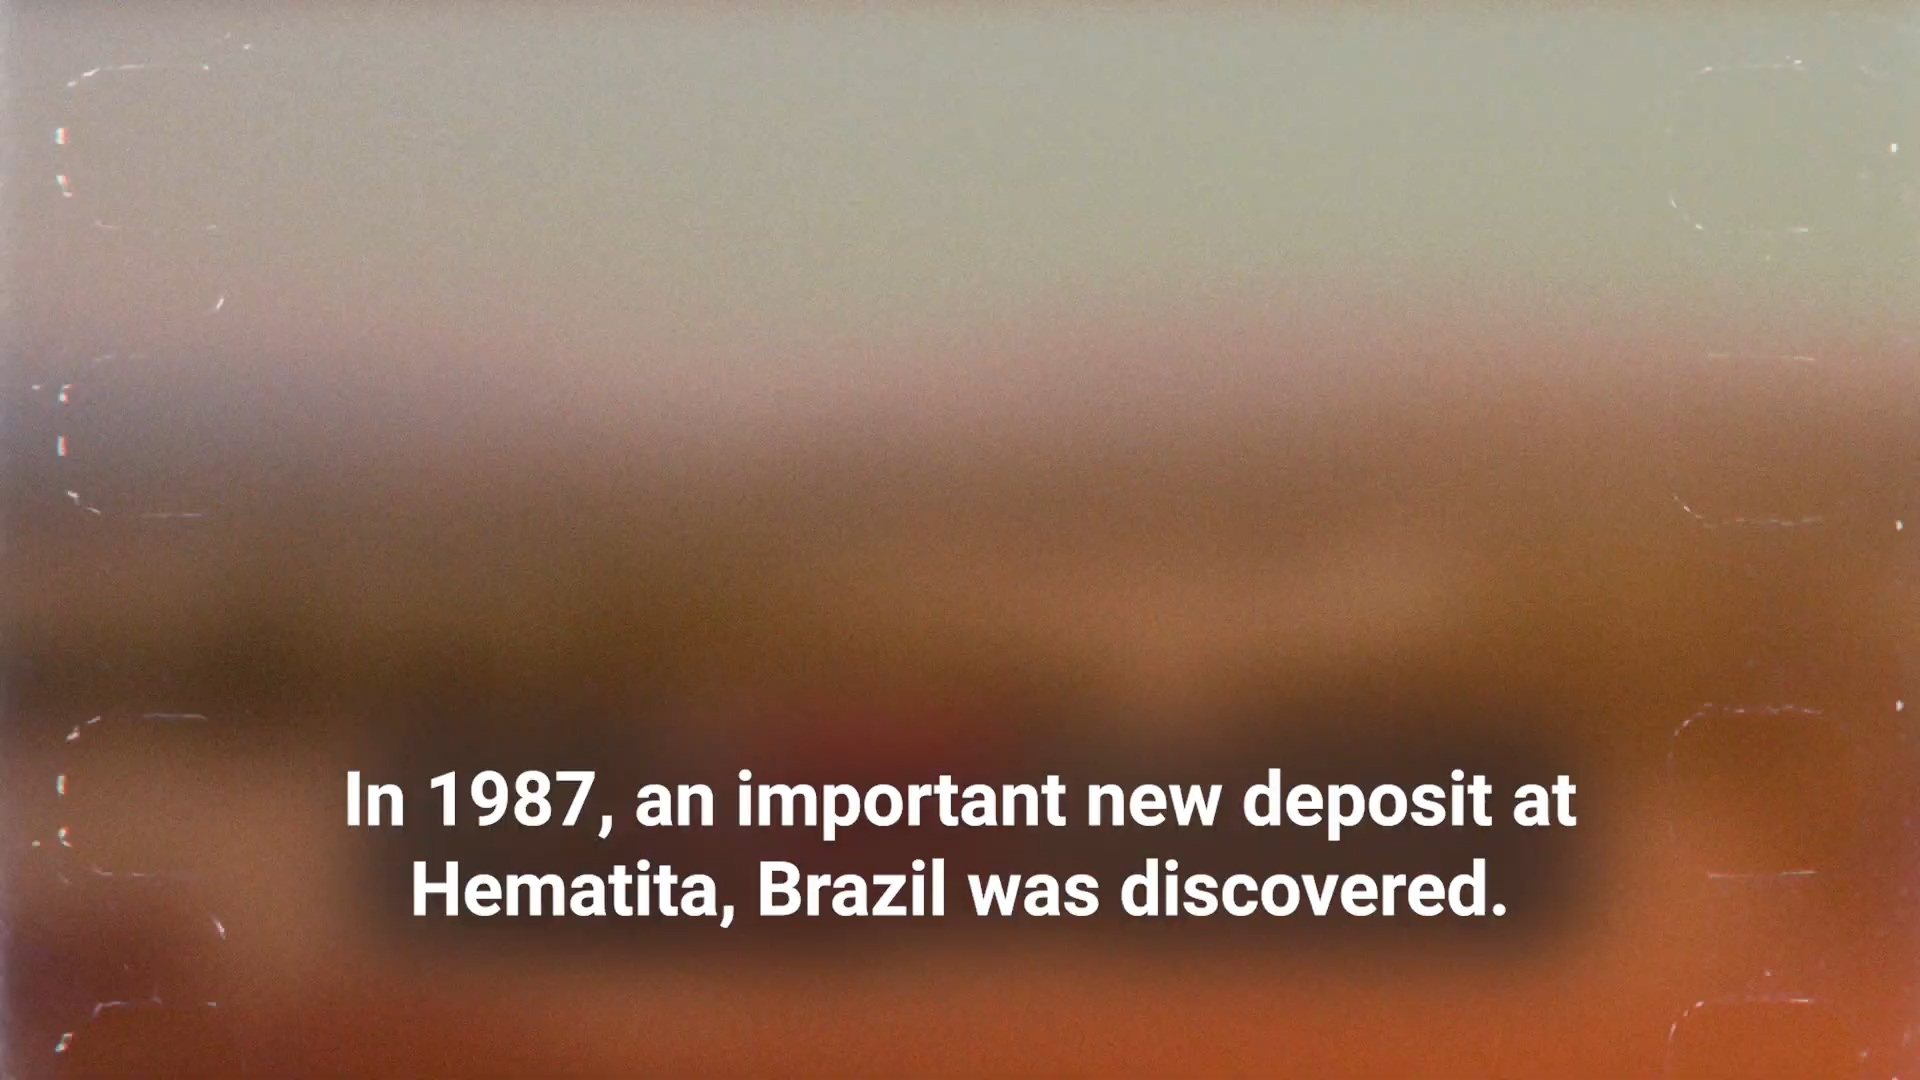 In 1987, an important new deposit at
Hematita, Brazil was discovered.